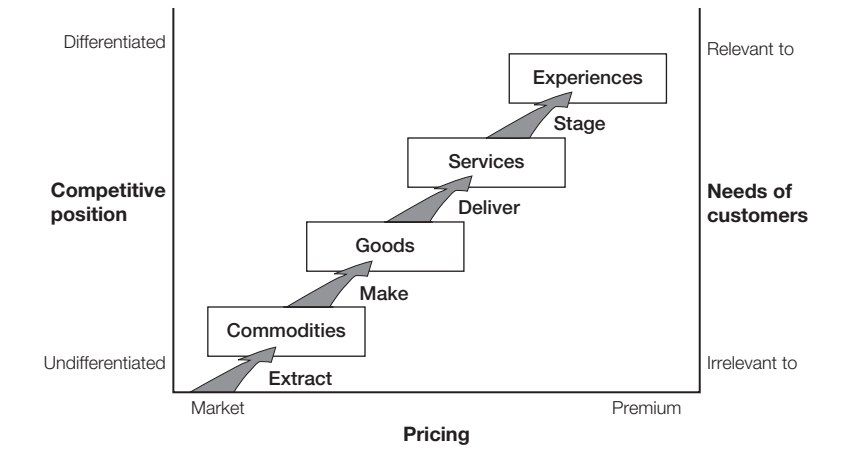 Differentiated
Relevant to
Experiences
Stage
Services
Competitive
position
Needs of
customers
Deliver
Goods
Make
Commodities
Undifferentiated
Irrelevant to
Extract
Market
Premium
Pricing